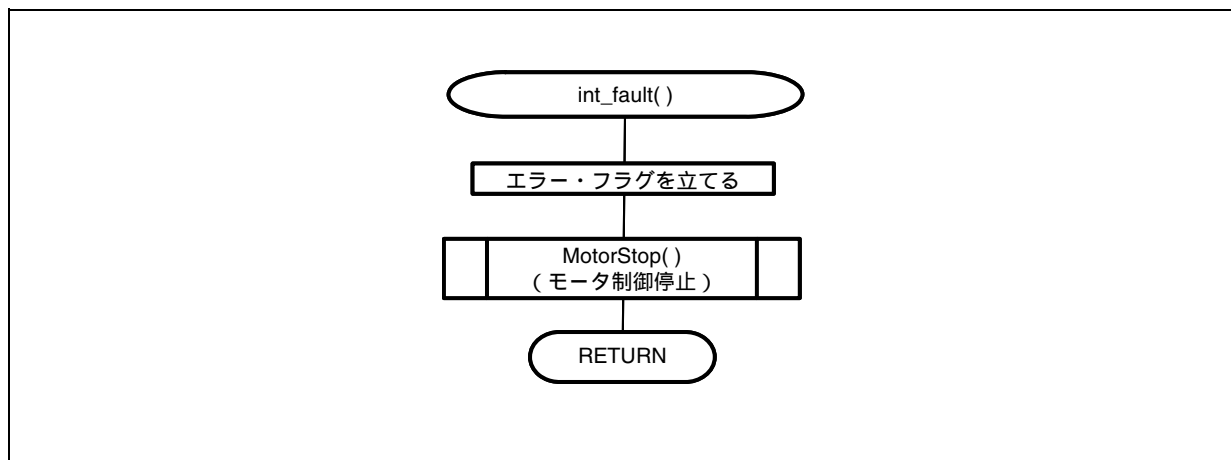 int_fault( )
エラー・フラグを立てる
MotorStop( )
( モータ制御停止 )
RETURN